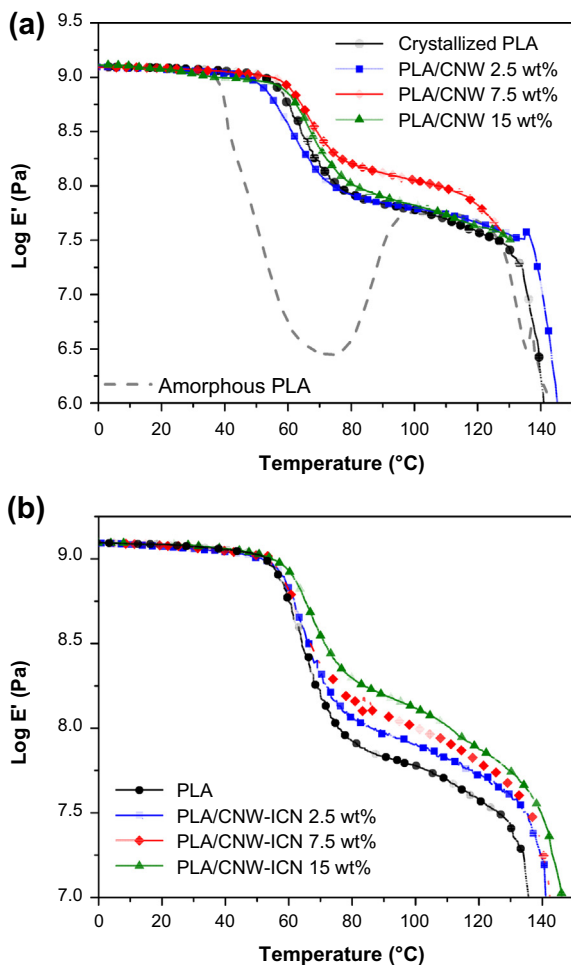 (a)
9.5
9.0
8.5
8.0
7.5
7.0
6.5
6.0
Log E' (Pa)
Crystallized PLA
PLA/CNW 2.5 wt%
PLA/CNW 7.5 wt%
PLA/CNW 15 wt%
Amorphous PLA
0 20 40 60 80 100 120 140
Temperature (°C)
(b)
9.0
8.5
8.0
7.5
7.0
Log E' (Pa)
PLA
PLA/CNW-ICN 2.5 wt%
PLA/CNW-ICN 7.5 wt%
PLA/CNW-ICN 15 wt%
0 20 40 60 80 100 120 140
Temperature (°C)